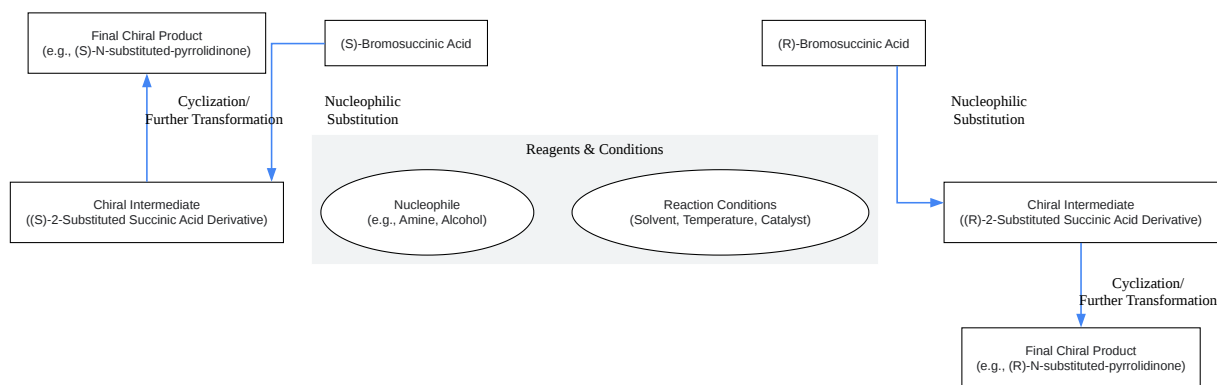 Final Chiral Product
(e.g., (S)-N-substituted-pyrrolidinone)
(S)-Bromosuccinic Acid
(R)-Bromosuccinic Acid
Cyclization/
Further Transformation
Nucleophilic
Substitution
Nucleophilic
Substitution
Reagents & Conditions
Chiral Intermediate
((S)-2-Substituted Succinic Acid Derivative)
Nucleophile
(e.g., Amine, Alcohol)
Reaction Conditions
(Solvent, Temperature, Catalyst)
Chiral Intermediate
((R)-2-Substituted Succinic Acid Derivative)
Cyclization/
Further Transformation
Final Chiral Product
(e.g., (R)-N-substituted-pyrrolidinone)